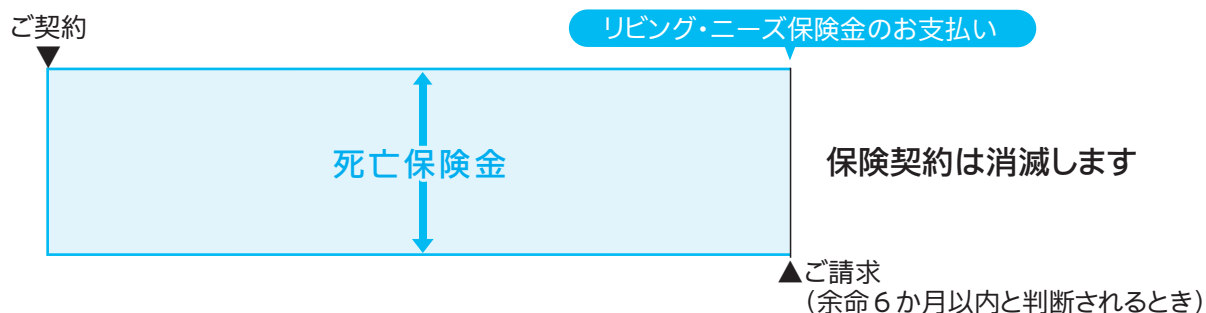 ご契約
▼
リビング・ニーズ保険金のお支払い
死亡保険金
保険契約は消滅します
▲ご請求
（余命６か月以内と判断されるとき）